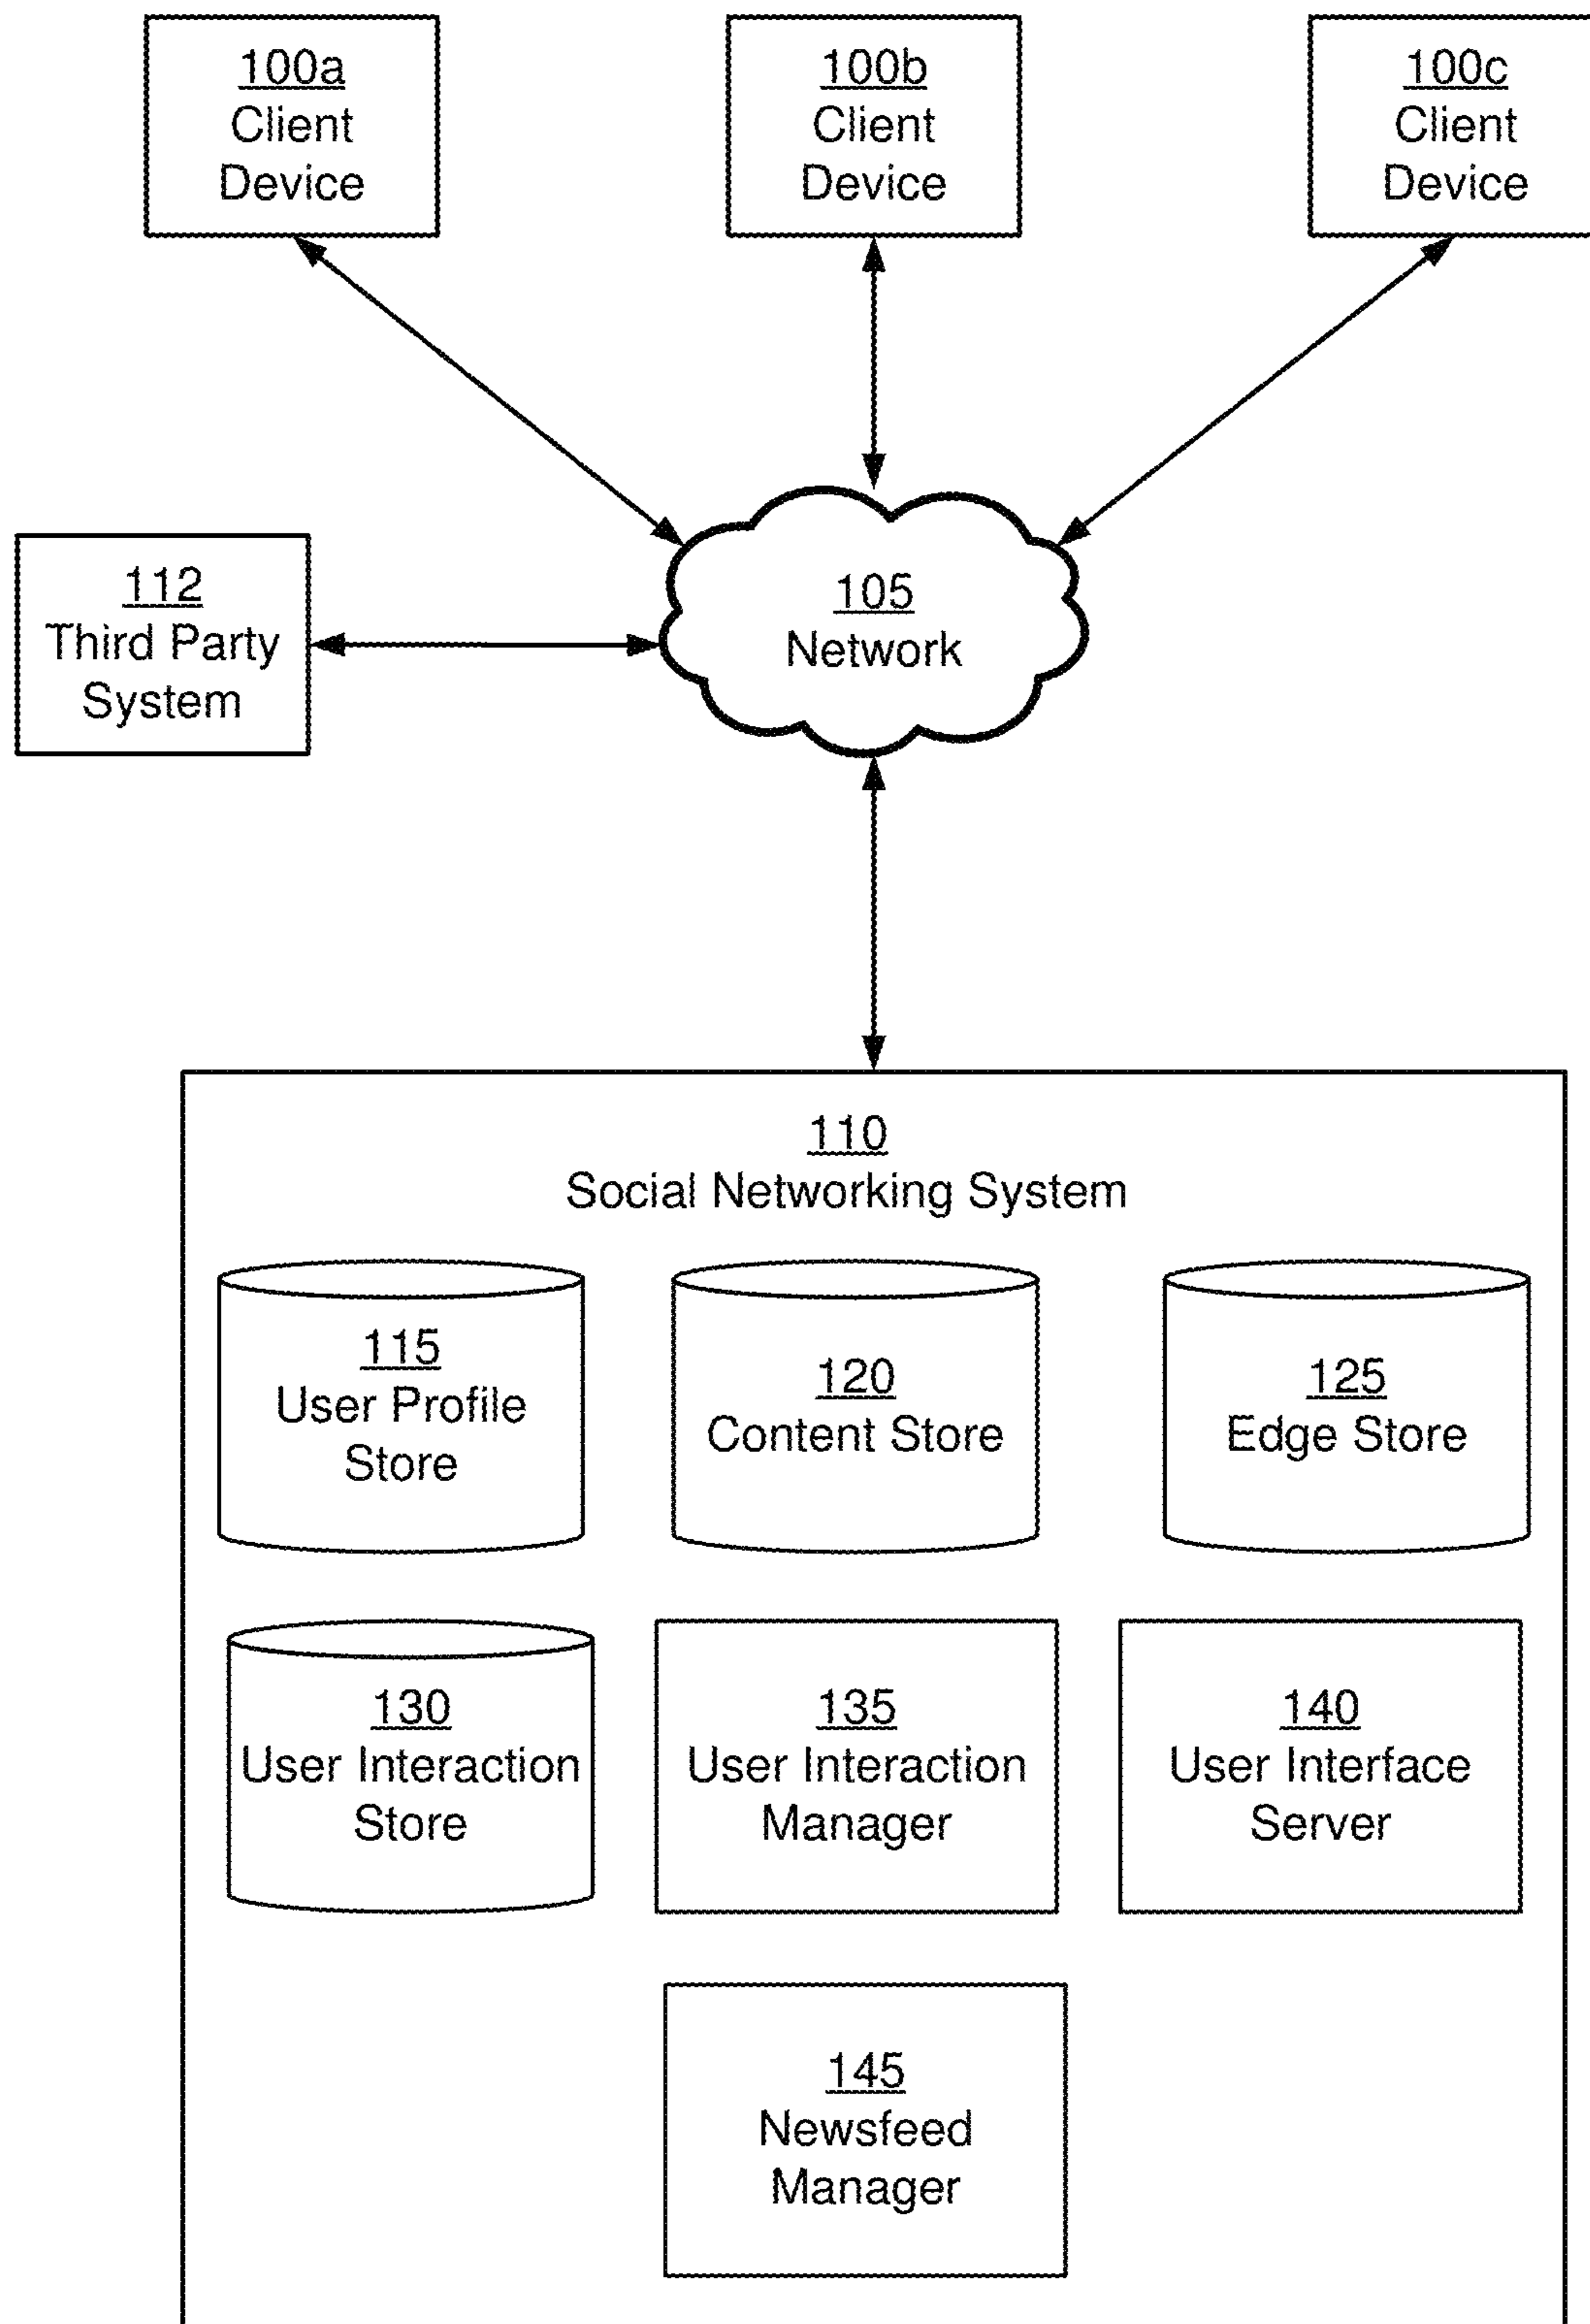 100a
Client
Device
100b
Client
Device
100c
Client
Device
112
Third Party
System
105
Network
110
Social Networking System
115
User Profile
Store
120
Content Store
125
Edge Store
130
User Interaction
Store
135
User Interaction
Manager
140
User Interface
Server
145
Newsfeed
Manager